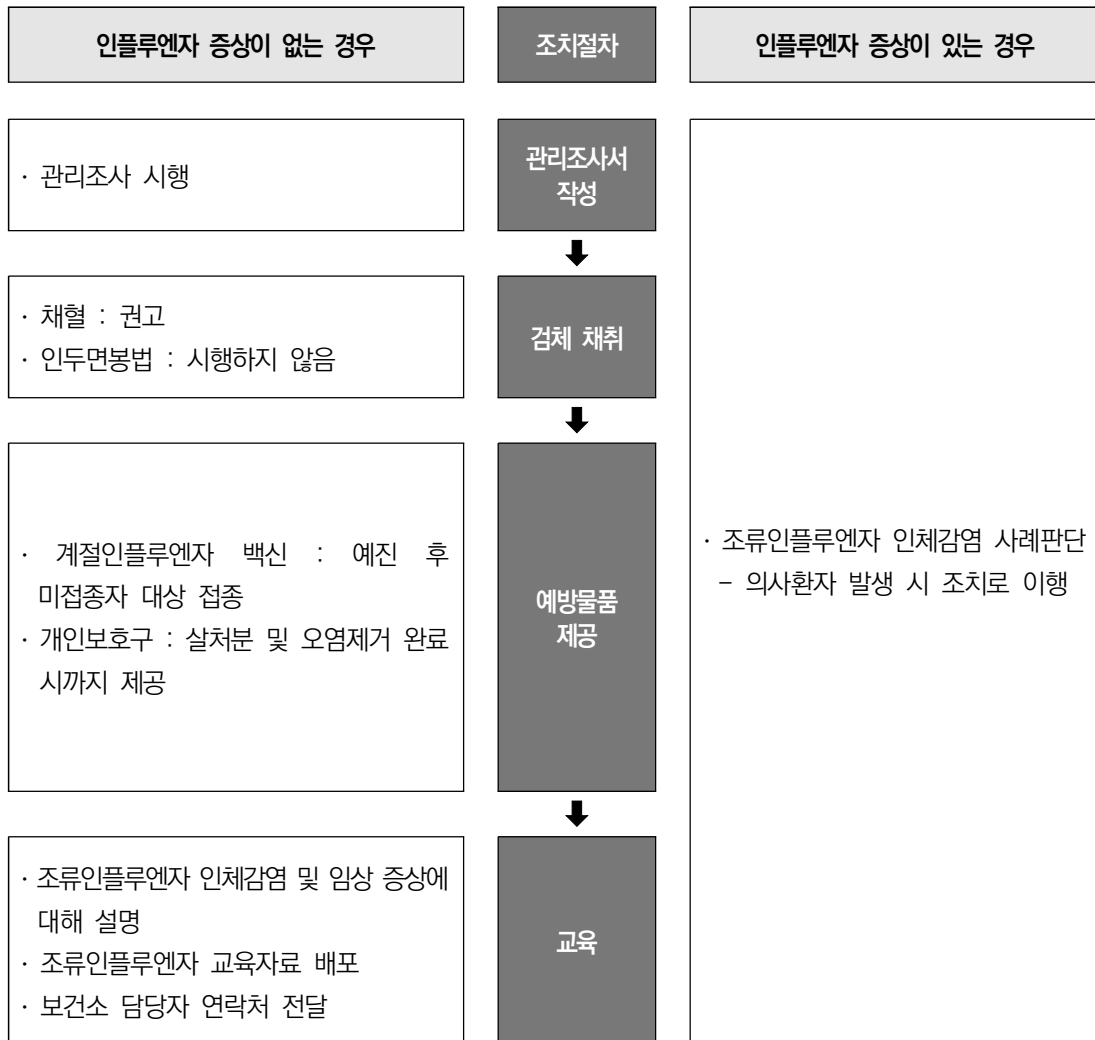 인플루엔자 증상이 없는 경우
조치절차
인플루엔자 증상이 있는 경우
· 관리조사 시행
관리조사서
작성
· 채혈 : 권고
· 인두면봉법 : 시행하지 않음
검체 채취
· 계절인플루엔자 백신 : 예진 후
미접종자 대상 접종
· 개인보호구 : 살처분 및 오염제거 완료
시까지 제공
예방물품
제공
· 조류인플루엔자 인체감염 및 임상 증상에
대해 설명
· 조류인플루엔자 교육자료 배포
· 보건소 담당자 연락처 전달
교육
· 조류인플루엔자 인체감염 사례판단
- 의사환자 발생 시 조치로 이행